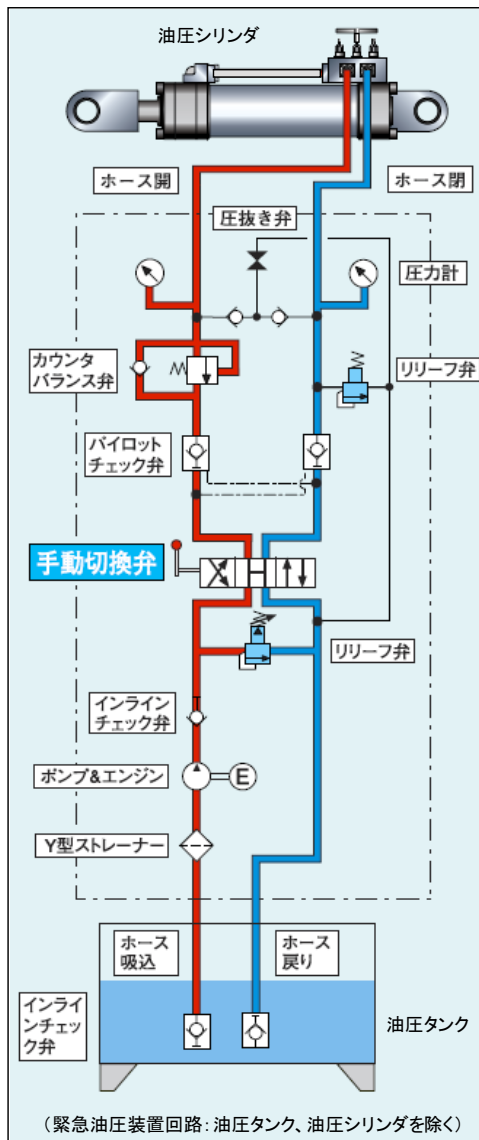 油圧シリンダ
ホース開
ホース閉
圧抜き弁
圧力計
カウンタ
バランス弁
リリーフ弁
パイロット
チェック弁
手動切換弁
リリーフ弁
インライン
チェック弁
ポンプ&エンジン
E
Y型ストレーナー
ホース
吸込
ホース
戻り
インライ
ンチェッ
ク弁
油圧タンク
(緊急油圧装置回路:油圧タンク、油圧シリンダを除く)